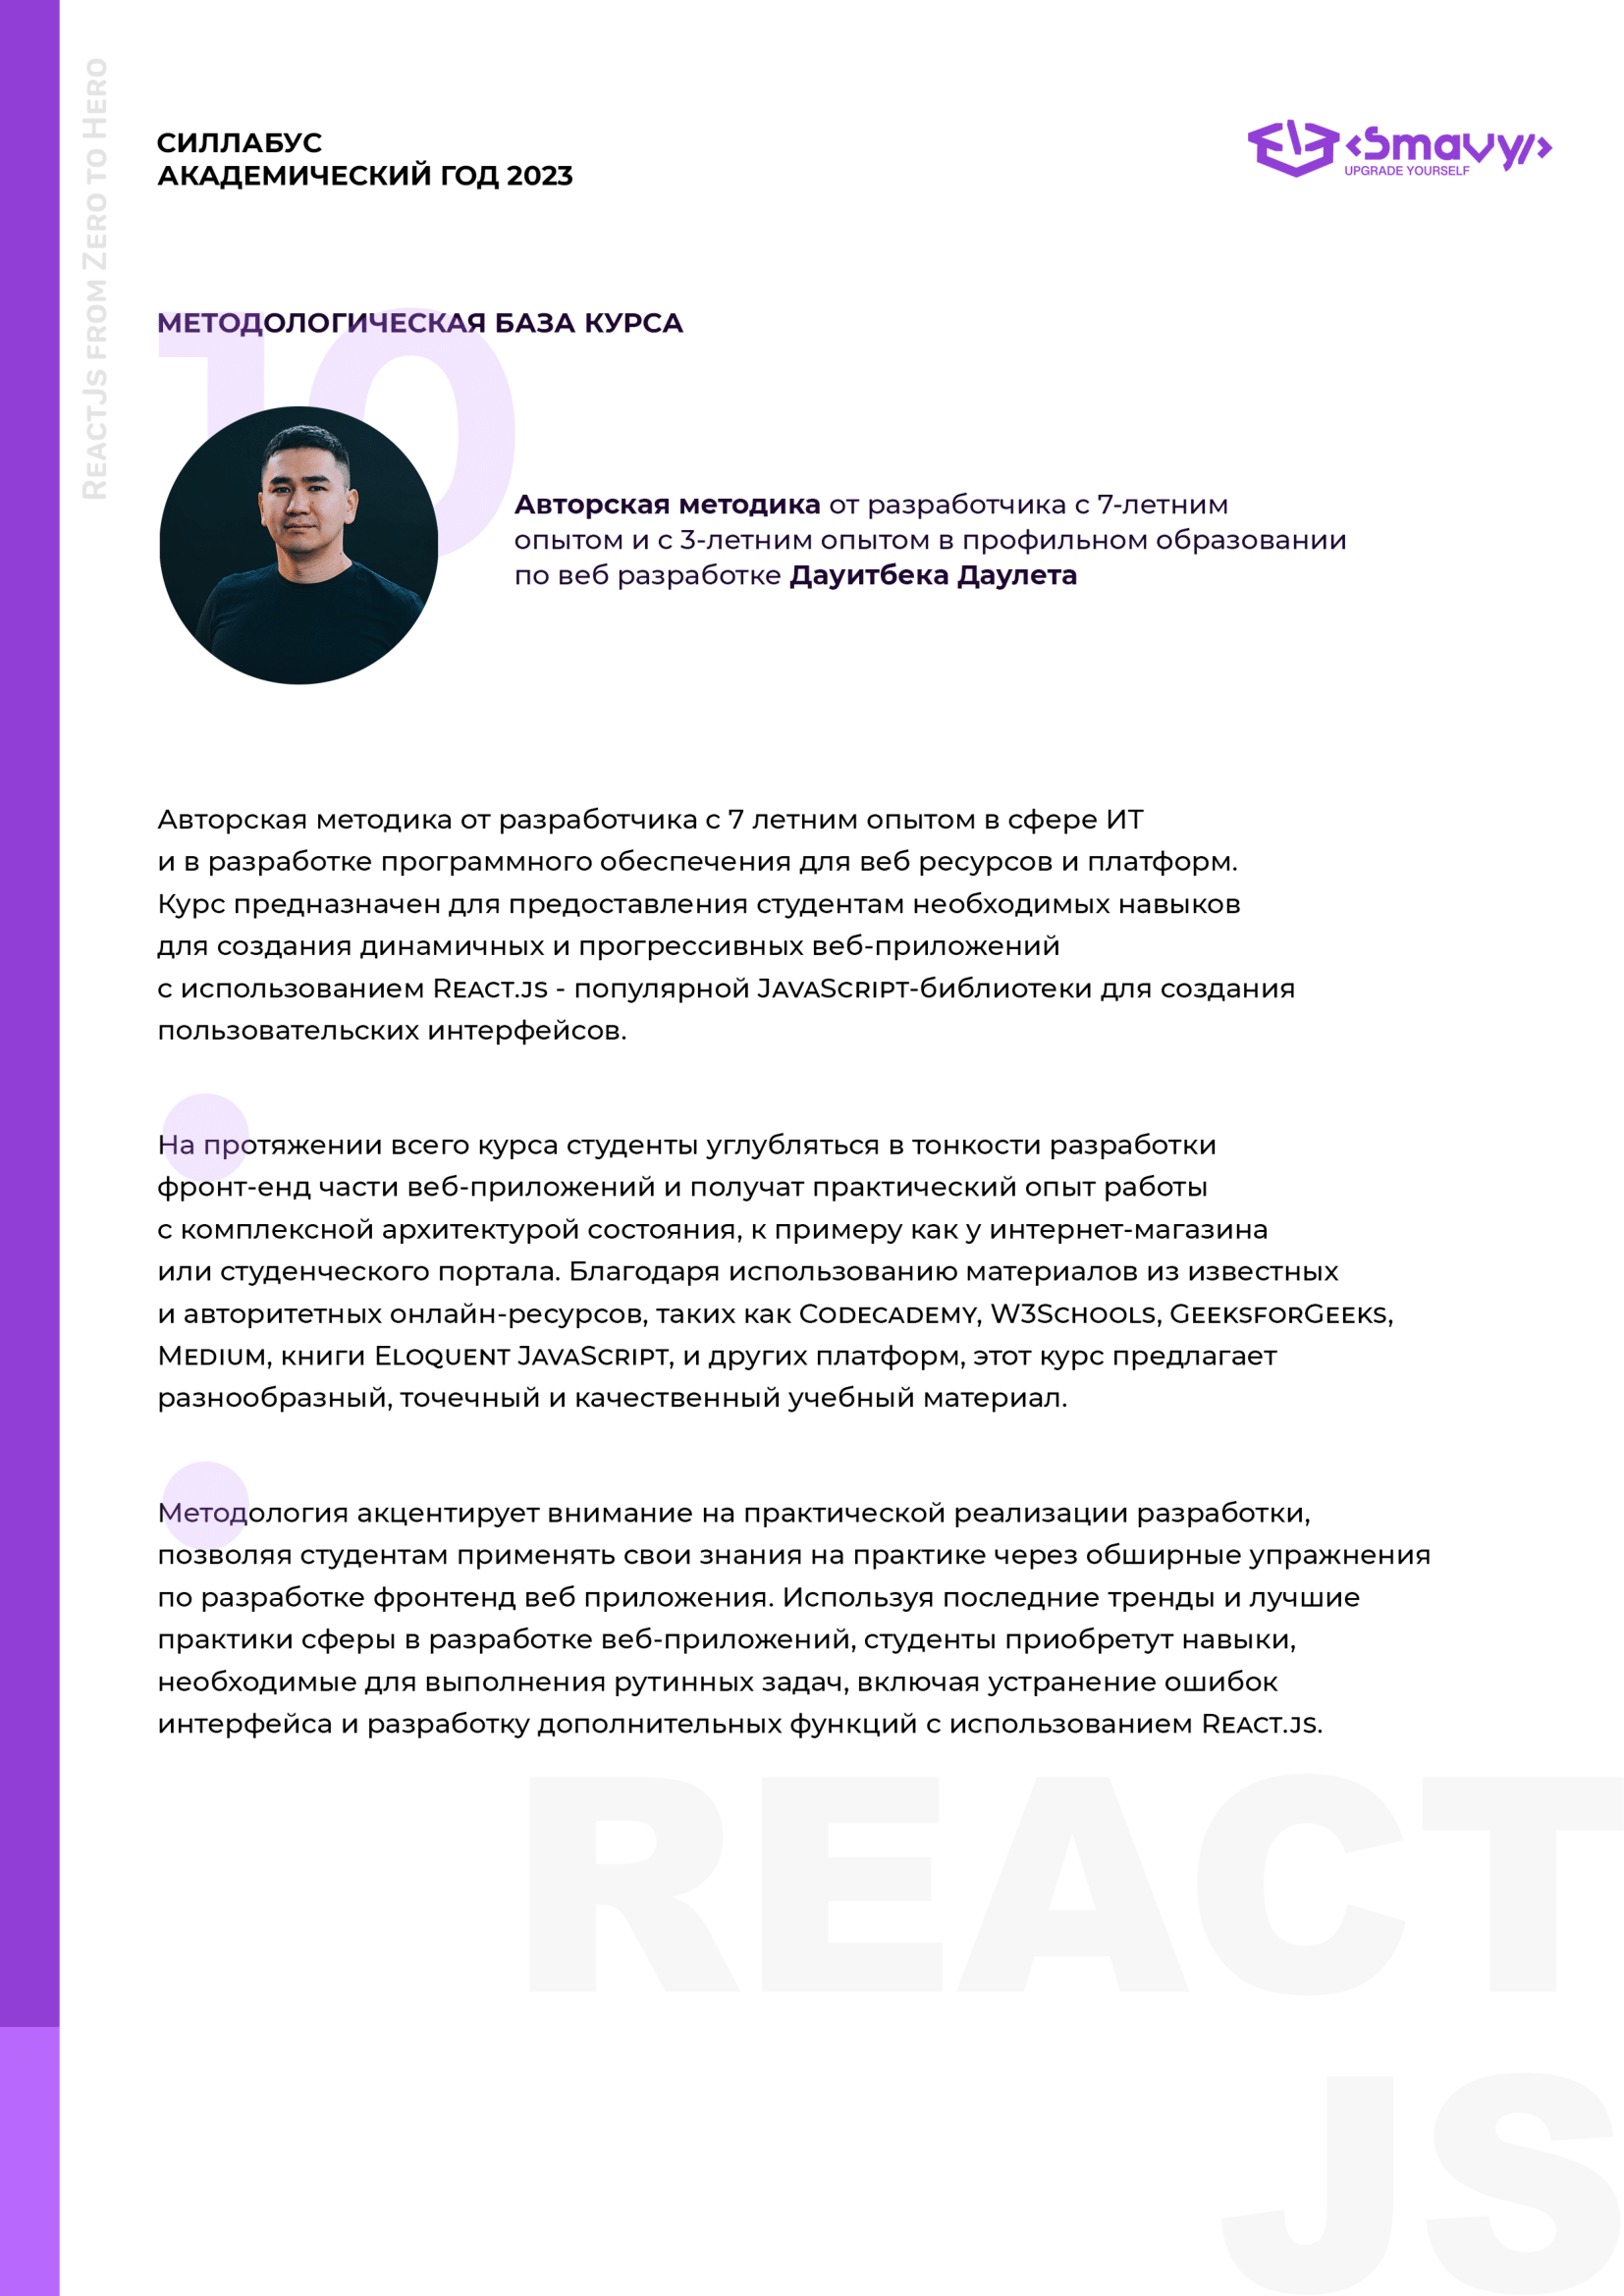 СИЛЛАБУС
АКАДЕМИЧЕСКИЙ ГОД 2023
<Smavy/>
UPGRADE YOURSELF
ReactJs from Zero to Hero
10
МЕТОДОЛОГИЧЕСКАЯ БАЗА КУРСА
Авторская методика от разработчика с 7-летним
опытом и с 3-летним опытом в профильном образовании
по веб разработке Дауитбека Даулета
Авторская методика от разработчика с 7 летним опытом в сфере ИТ
и в разработке программного обеспечения для веб ресурсов и платформ.
Курс предназначен для предоставления студентам необходимых навыков
для создания динамичных и прогрессивных веб-приложений
с использованием React.js - популярной JavaScript-библиотеки для создания
пользовательских интерфейсов.
На протяжении всего курса студенты углубляться в тонкости разработки
фронт-енд части веб-приложений и получат практический опыт работы
с комплексной архитектурой состояния, к примеру как у интернет-магазина
или студенческого портала. Благодаря использованию материалов из известных
и авторитетных онлайн-ресурсов, таких как Codecademy, W3Schools, GeeksforGeeks,
Medium, книги Eloquent JavaScript, и других платформ, этот курс предлагает
разнообразный, точечный и качественный учебный материал.
Методология акцентирует внимание на практической реализации разработки,
позволяя студентам применять свои знания на практике через обширные упражнения
по разработке фронтенд веб приложения. Используя последние тренды и лучшие
практики сферы в разработке веб-приложений, студенты приобретут навыки,
необходимые для выполнения рутинных задач, включая устранение ошибок
интерфейса и разработку дополнительных функций с использованием React.js.
REACT
JS